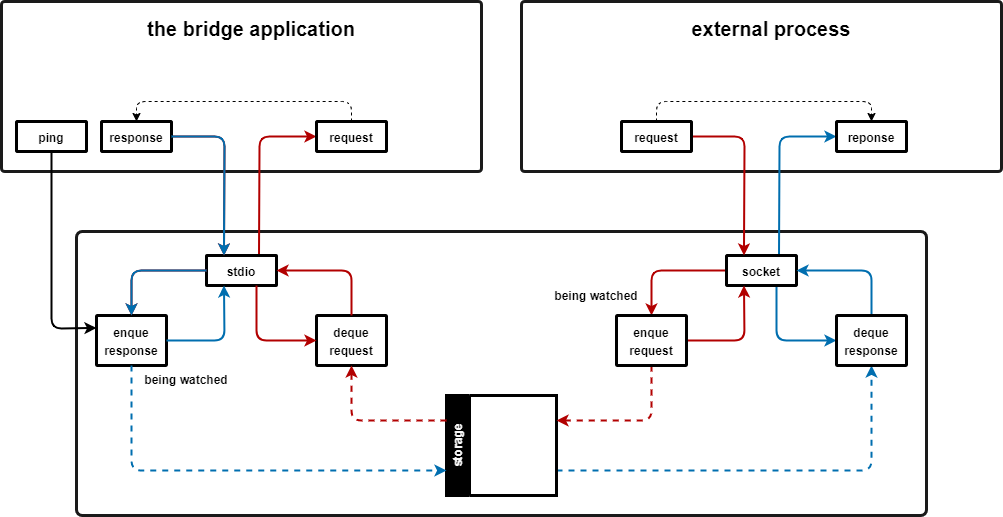 the bridge application
external process
ping
response
request
request
reponse
stdio
socket
being watched
enque
response
deque
request
enque
request
deque
response
being watched
storage